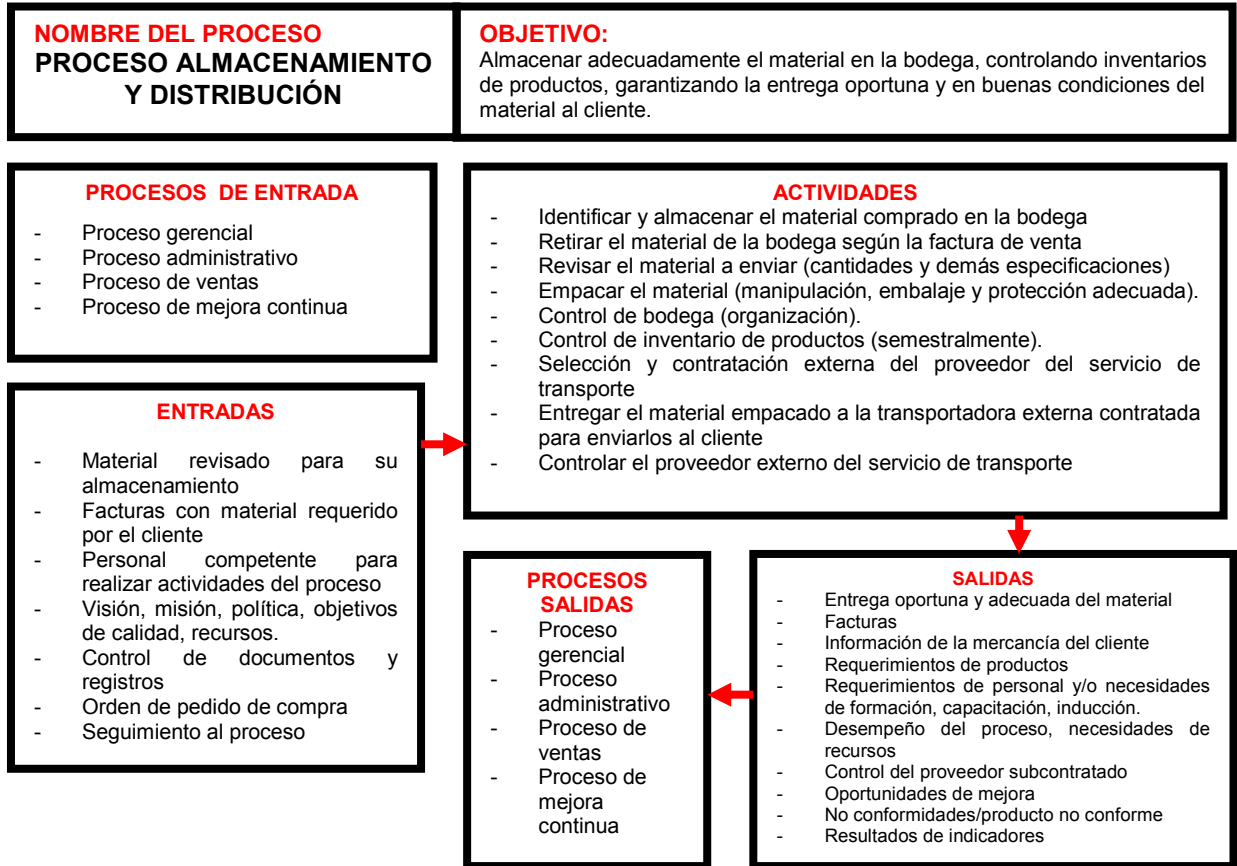 NOMBRE DEL PROCESO
PROCESO ALMACENAMIENTO
Y DISTRIBUCIÓN
OBJETIVO:
Almacenar adecuadamente el material en la bodega, controlando inventarios
de productos, garantizando la entrega oportuna y en buenas condiciones del
material al cliente.
PROCESOS DE ENTRADA
- Proceso gerencial
- Proceso administrativo
- Proceso de ventas
- Proceso de mejora continua
ENTRADAS
- Material revisado para su
almacenamiento
- Facturas con material requerido
por el cliente
- Personal competente para
realizar actividades del proceso
- Visión, misión, política, objetivos
de calidad, recursos.
- Control de documentos y
registros
- Orden de pedido de compra
- Seguimiento al proceso
ACTIVIDADES
- Identificar y almacenar el material comprado en la bodega
- Retirar el material de la bodega según la factura de venta
- Revisar el material a enviar (cantidades y demás especificaciones)
- Empacar el material (manipulación, embalaje y protección adecuada).
- Control de bodega (organización).
- Control de inventario de productos (semestralmente).
- Selección y contratación externa del proveedor del servicio de
transporte
- Entregar el material empacado a la transportadora externa contratada
para enviarlos al cliente
- Controlar el proveedor externo del servicio de transporte
PROCESOS
SALIDAS
- Proceso
gerencial
- Proceso
administrativo
- Proceso de
ventas
- Proceso de
mejora
continua
SALIDAS
- Entrega oportuna y adecuada del material
- Facturas
- Información de la mercancía del cliente
- Requerimientos de productos
- Requerimientos de personal y/o necesidades
de formación, capacitación, inducción.
- Desempeño del proceso, necesidades de
recursos
- Control del proveedor subcontratado
- Oportunidades de mejora
- No conformidades/producto no conforme
- Resultados de indicadores